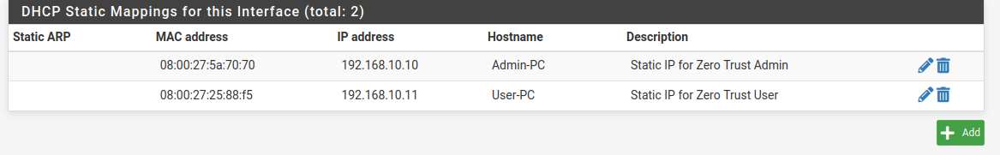 DHCP Static Mappings for this Interface (total: 2)
Static ARP MAC address IP address Hostname Description
08:00:27:5a:70:70 192.168.10.10 Admin-PC Static IP for Zero Trust Admin
08:00:27:25:88:f5 192.168.10.11 User-PC Static IP for Zero Trust User
Add